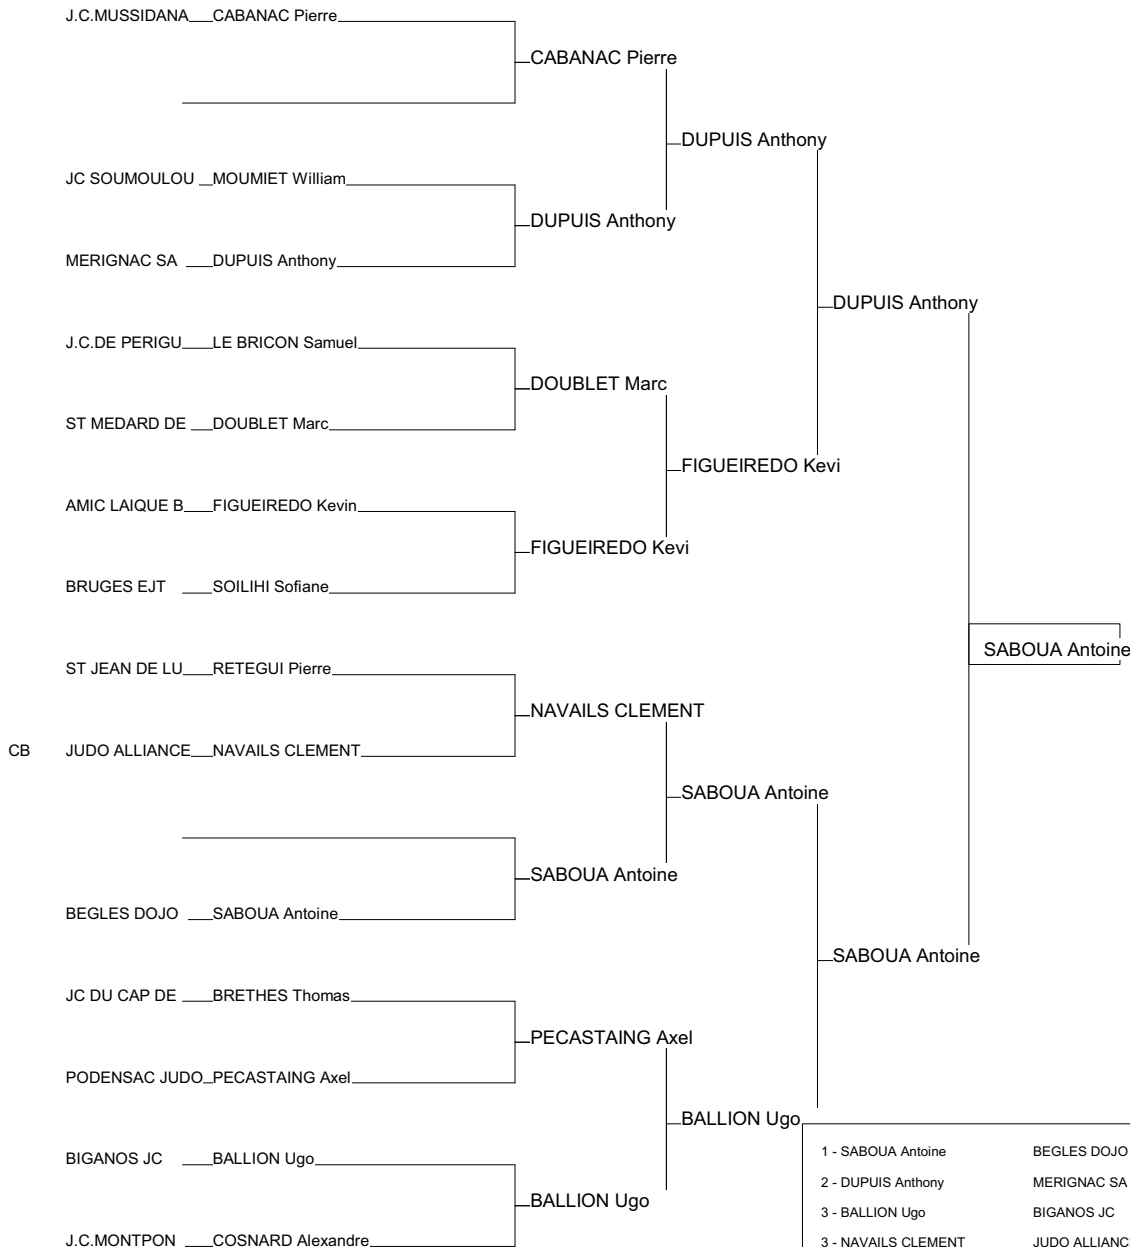 J.C.MUSSIDANA CABANAC Pierre
CABANAC Pierre
DUPUIS Anthony
JC SOUMOULOU MOUMIET William
DUPUIS Anthony
MERIGNAC SA DUPUIS Anthony
DUPUIS Anthony
J.C.DE PERIGU LE BRICON Samuel
DOUBLET Marc
ST MEDARD DE DOUBLET Marc
FIGUEIREDO Kevi
AMIC LAIQUE B FIGUEIREDO Kevin
FIGUEIREDO Kevi
BRUGES EJT SOILIHI Sofiane
SABOUA Antoine
ST JEAN DE LU RETEGUI Pierre
NAVAILS CLEMENT
CB JUDO ALLIANCE NAVAILS CLEMENT
SABOUA Antoine
SABOUA Antoine
BEGLES DOJO SABOUA Antoine
SABOUA Antoine
JC DU CAP DE BRETHES Thomas
PECASTAING Axel
PODENSAC JUDO PECASTAING Axel
BALLION Ugo
1 - SABOUA Antoine BEGLES DOJO
BIGANOS JC BALLION Ugo
2 - DUPUIS Anthony MERIGNAC SA
BALLION Ugo
3 - BALLION Ugo BIGANOS JC
J.C.MONTPON COSNARD Alexandre
3 - NAVAILS CLEMENT JUDO ALLIANC